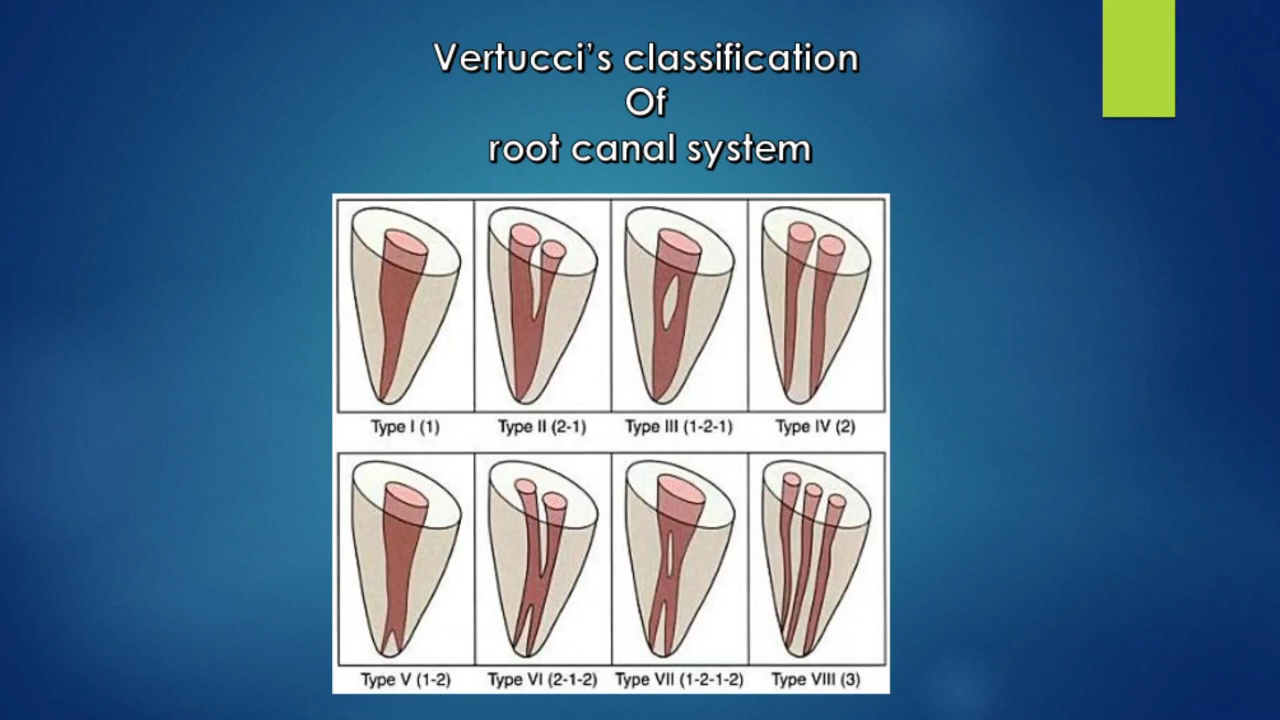 Vertucci's classification
Of
root canal system
Type I (1)
Type II (2-1)
Type III (1-2-1)
Type IV (2)
Type V (1-2)
Type VI (2-1-2)
Type VII (1-2-1-2)
Type VIII (3)